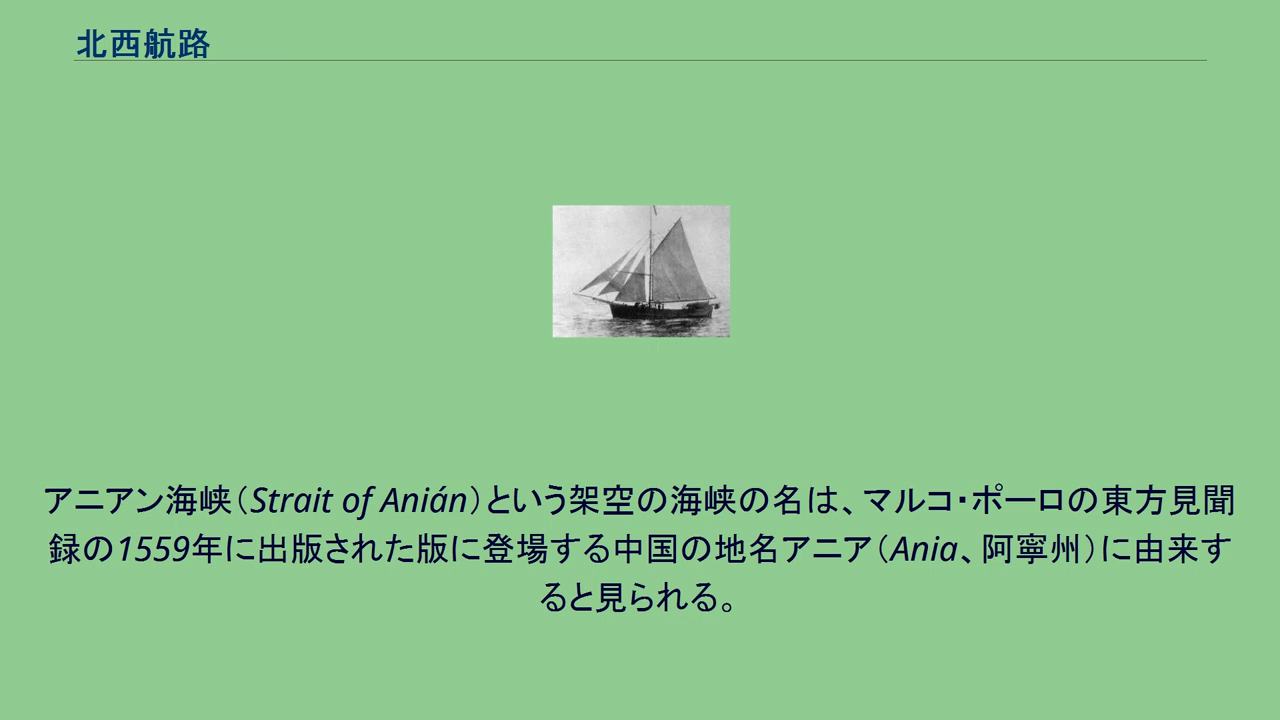 北西航路
アニアン海峡（Strait of Anián）という架空の海峡の名は、マルコ・ポーロの東方見聞
録の1559年に出版された版に登場する中国の地名アニア（Ania、阿寧州）に由来す
ると見られる。